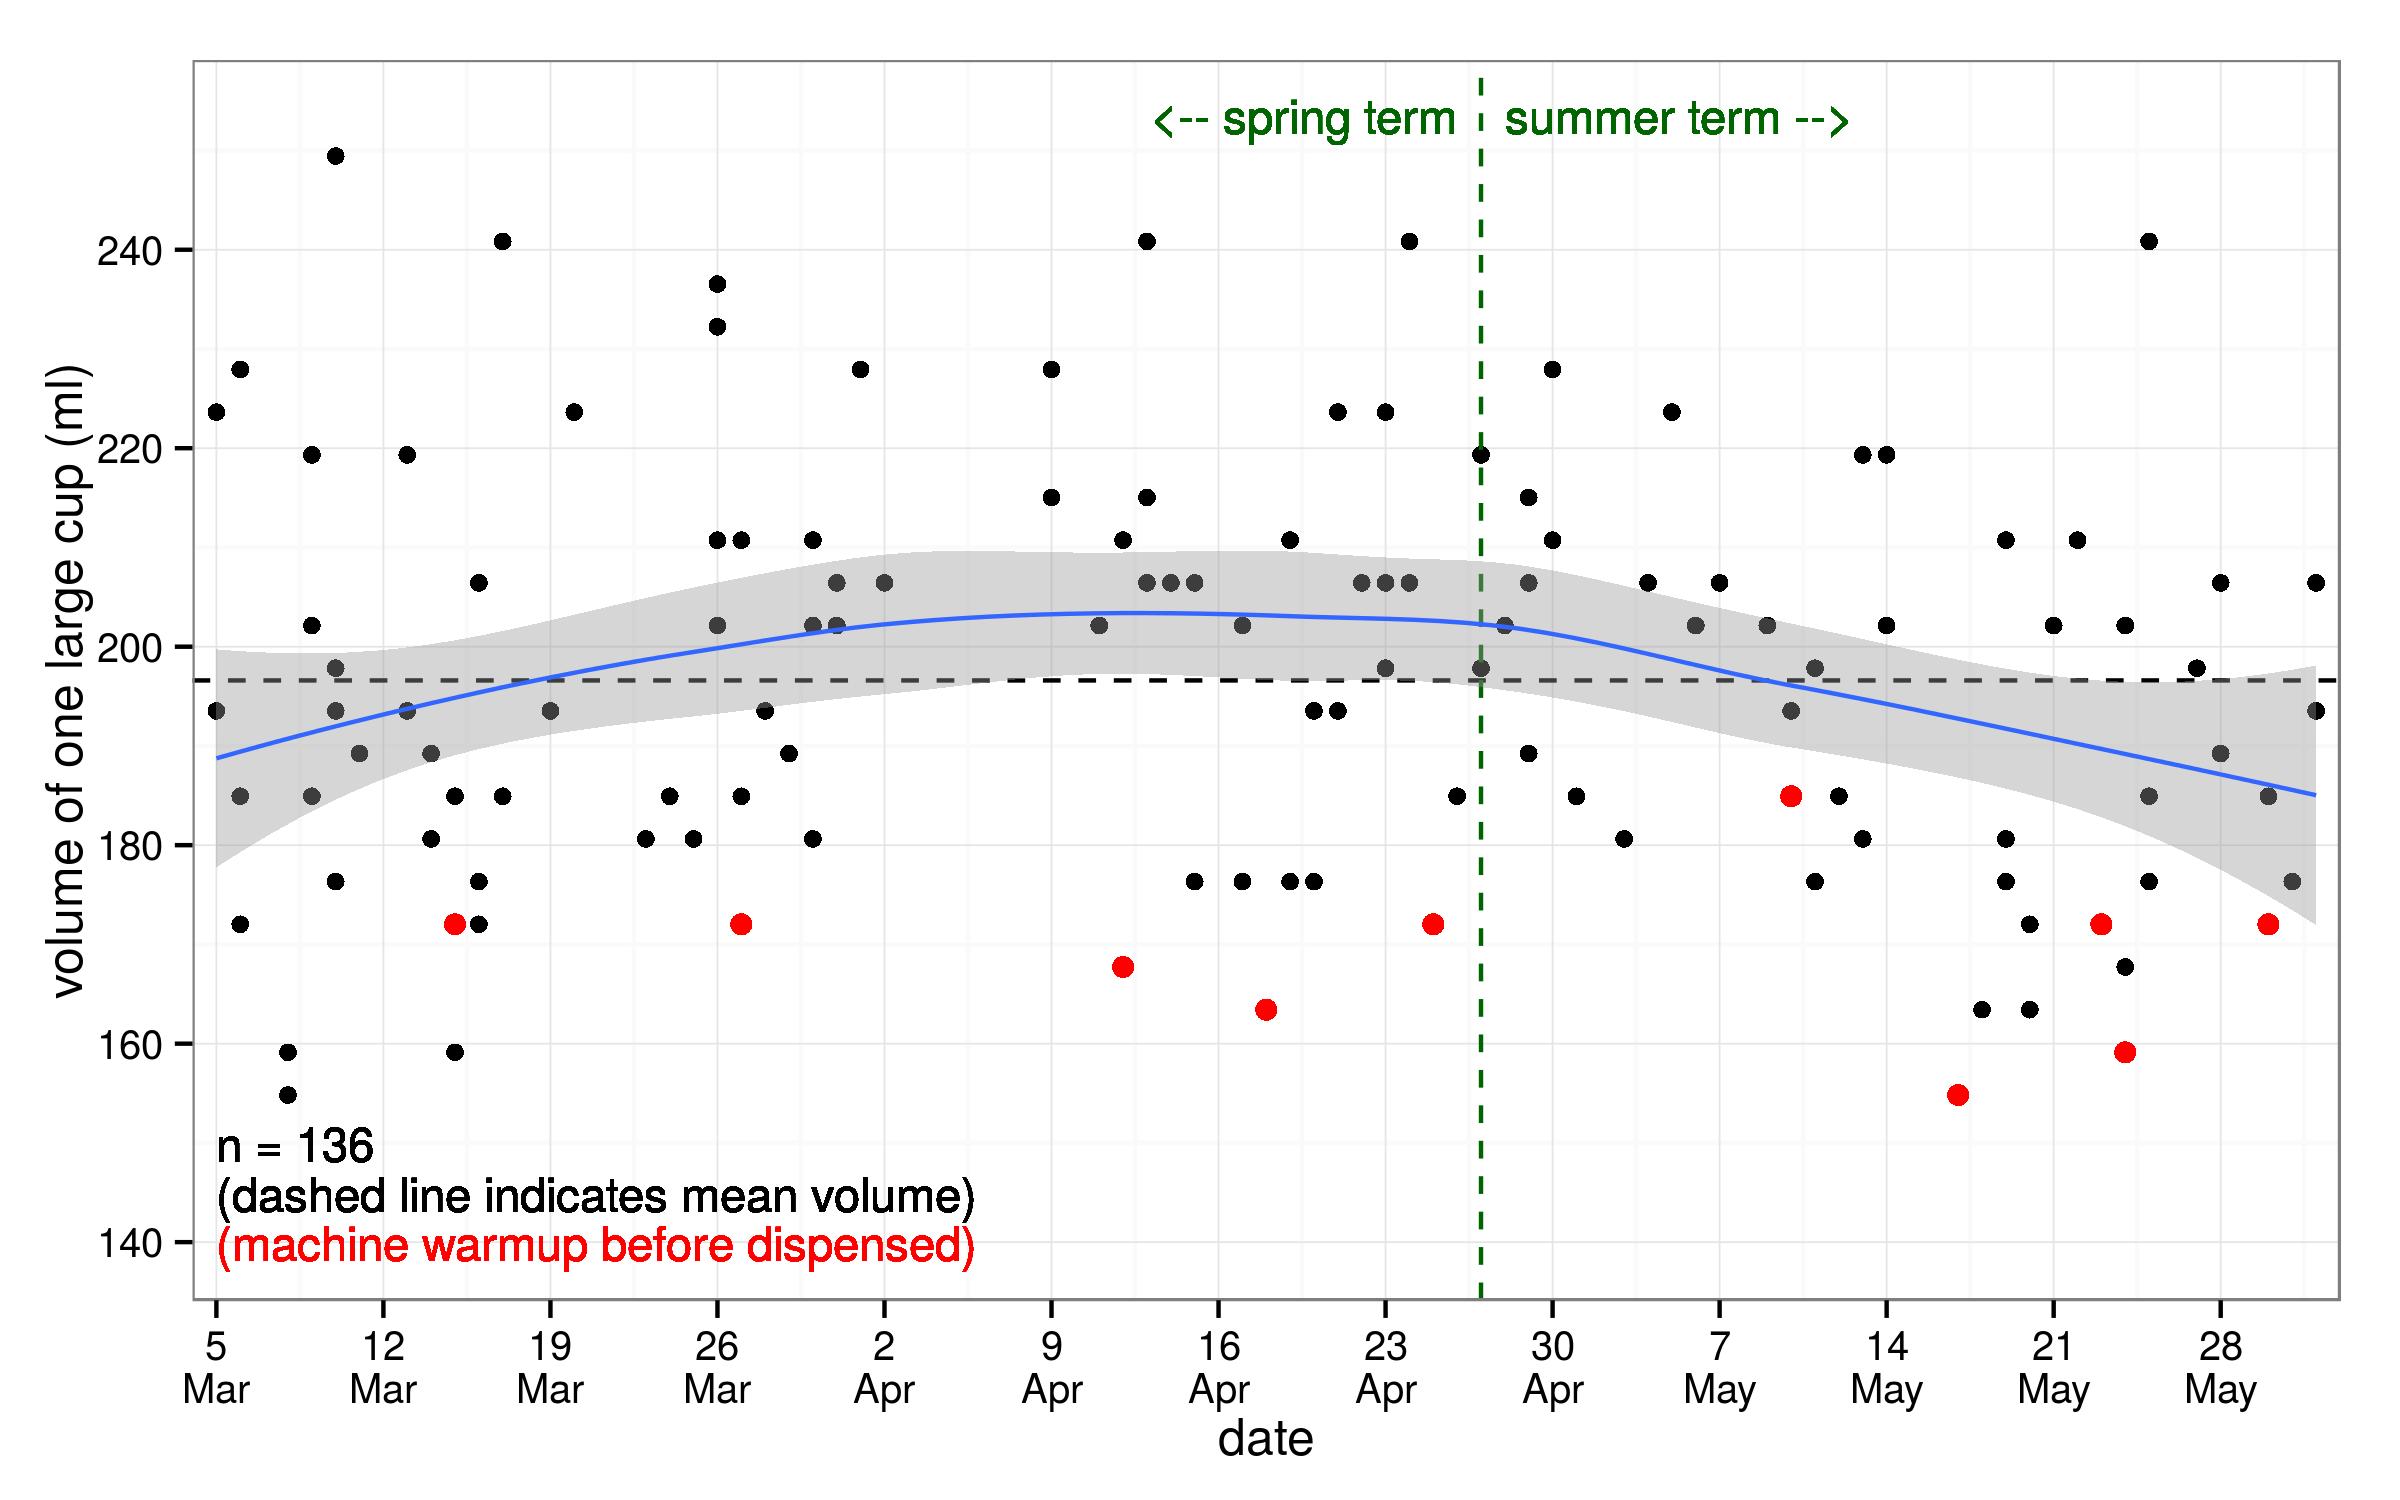 <-- spring term
summer term -->
volume of one large cup (ml)
240
220
200
180
160
140
n = 136
(dashed line indicates mean volume)
(machine warmup before dispensed)
5
Mar
12
Mar
19
Mar
26
Mar
2
Apr
9
Apr
16
Apr
23
Apr
30
Apr
7
May
14
May
21
May
28
May
date